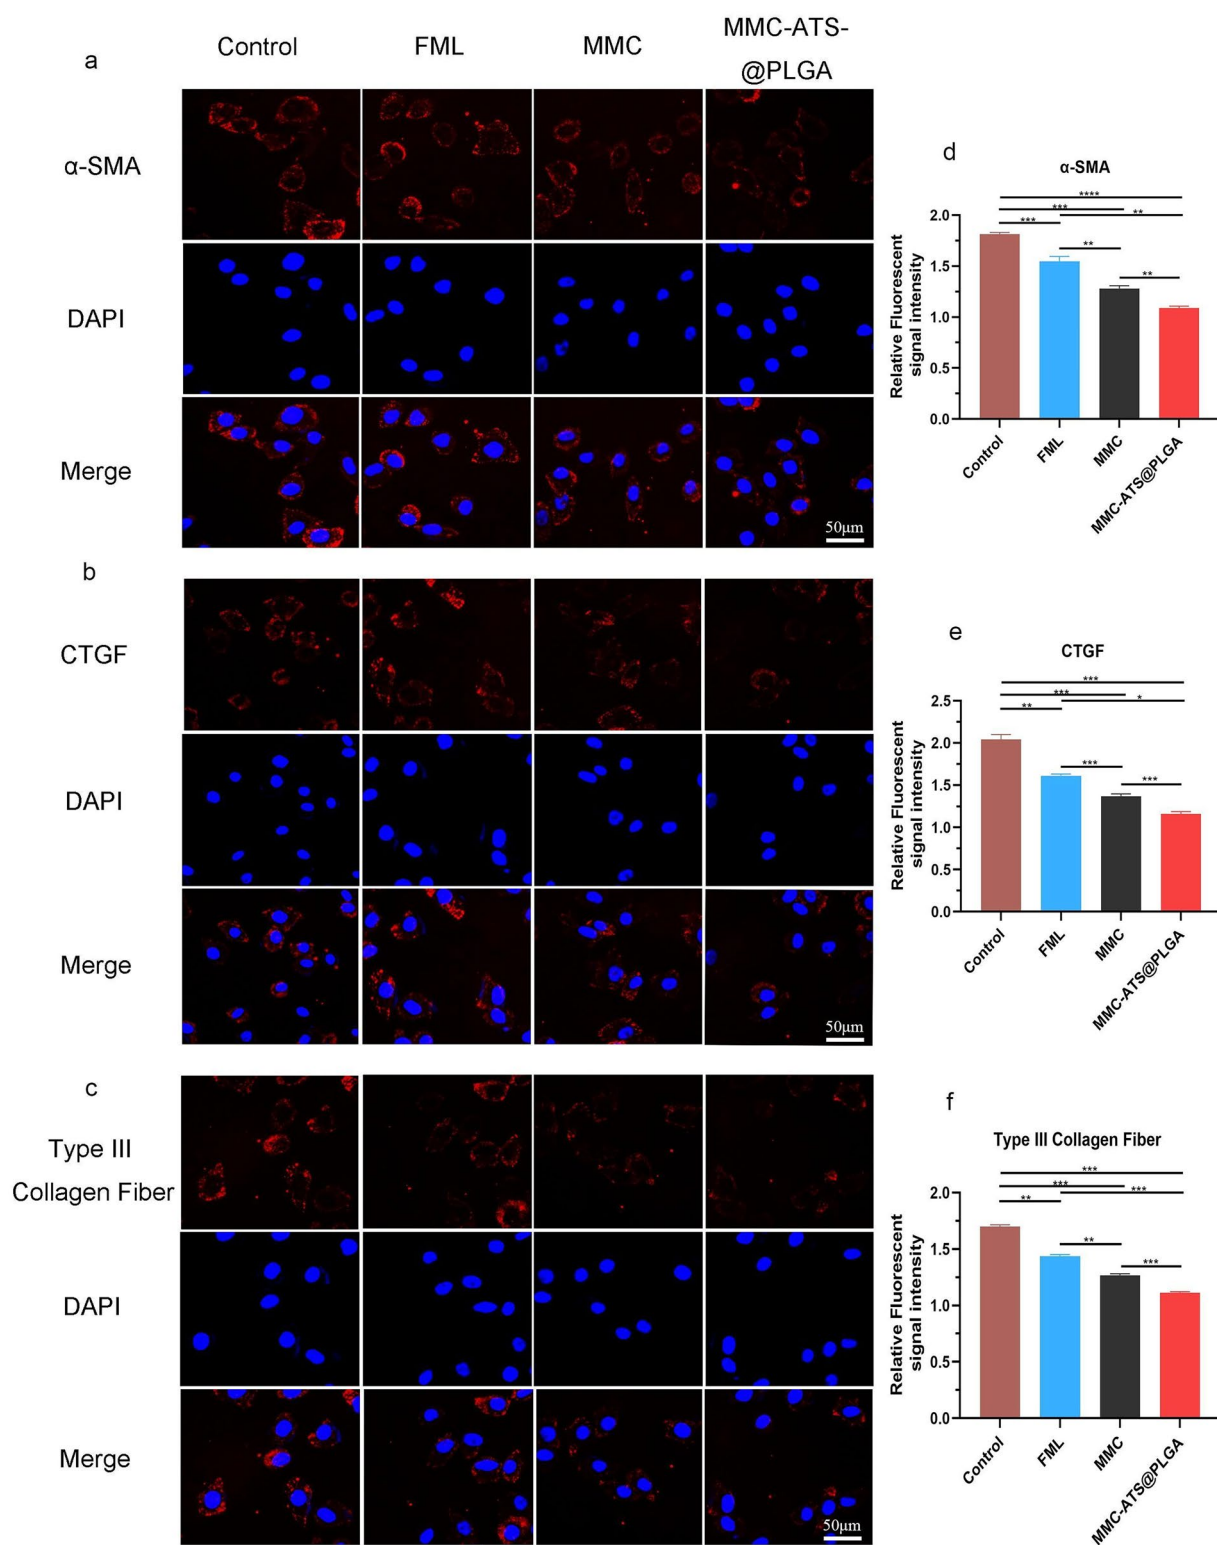 a
Control
FML
MMC
MMC-ATS-
@PLGA
α-SMA
DAPI
Merge
50μm
d
α-SMA
****
***
**
***
**
**
Relative Fluorescent
signal intensity
2.0
1.5
1.0
0.5
0.0
Control
FML
MMC
MMC-ATS@PLGA
b
CTGF
DAPI
Merge
50μm
e
CTGF
***
***
*
**
***
***
Relative Fluorescent
signal intensity
2.5
2.0
1.5
1.0
0.5
0.0
Control
FML
MMC
MMC-ATS@PLGA
c
Type III
Collagen Fiber
DAPI
Merge
50μm
f
Type III Collagen Fiber
***
***
***
**
**
***
Relative Fluorescent
signal intensity
2.0
1.5
1.0
0.5
0.0
Control
FML
MMC
MMC-ATS@PLGA